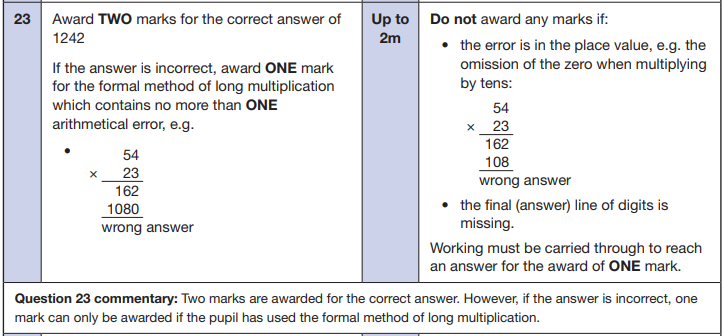 23
Award TWO marks for the correct answer of
1242
If the answer is incorrect, award ONE mark
for the formal method of long multiplication
which contains no more than ONE
arithmetical error, e.g.
• 54
× 23
162
1080
wrong answer
Up to
2m
Do not award any marks if:
• the error is in the place value, e.g. the
omission of the zero when multiplying
by tens:
54
× 23
162
108
wrong answer
• the final (answer) line of digits is
missing.
Working must be carried through to reach
an answer for the award of ONE mark.
Question 23 commentary: Two marks are awarded for the correct answer. However, if the answer is incorrect, one
mark can only be awarded if the pupil has used the formal method of long multiplication.